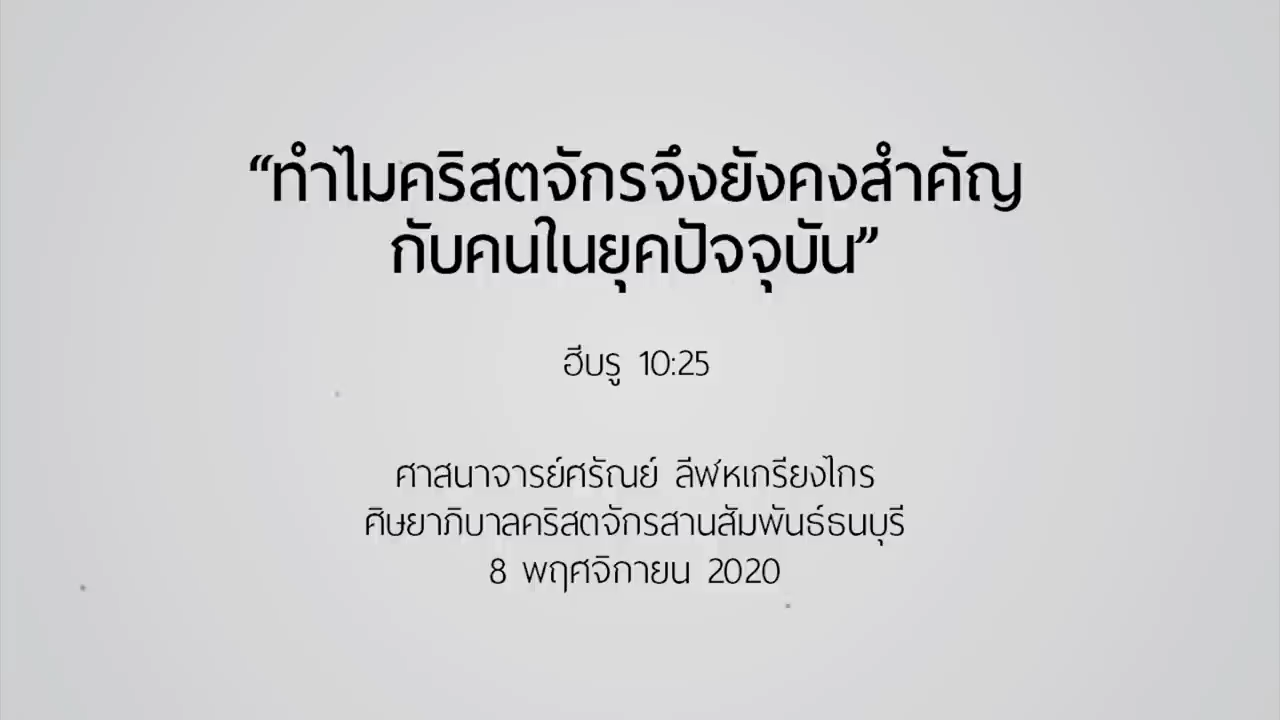 “ทำไมคริสตจักรจึงยังคงสำคัญ
กับคนในยุคปัจจุบัน”
ฮีบรู 10:25
ศาสนาจารย์ศรัณย์ ลีฬหเกรียงไกร
ศิษยาภิบาลคริสตจักรสานสัมพันธ์ธนบุรี
8 พฤศจิกายน 2020